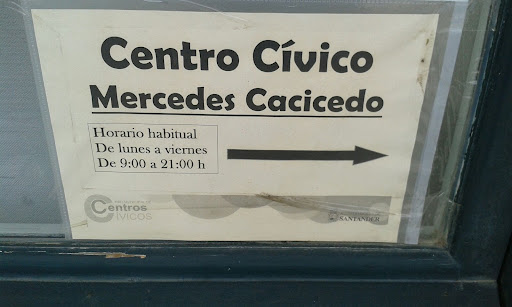 Centro Cívico
Mercedes Cacicedo
Horario habitual
De lunes a viernes
De 9:00 a 21:00 h
Centros
Cívicos
SANTANDER